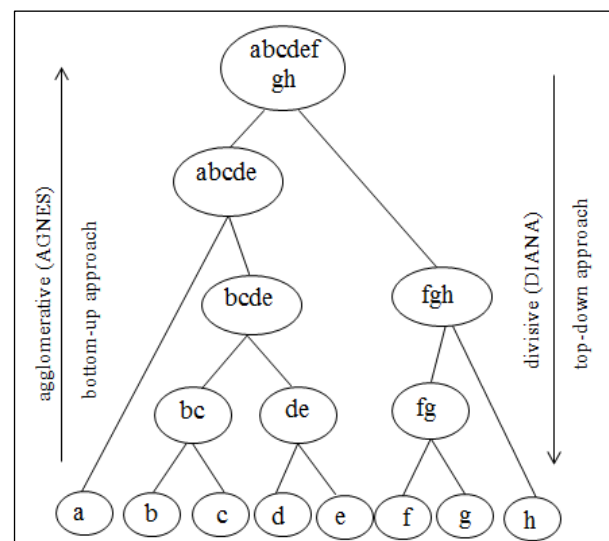 abcdef
gh
abcde
bcde
fgh
bc
de
fg
a
b
c
d
e
f
g
h
agglomerative (AGNES)
bottom-up approach
divisive (DIANA)
top-down approach